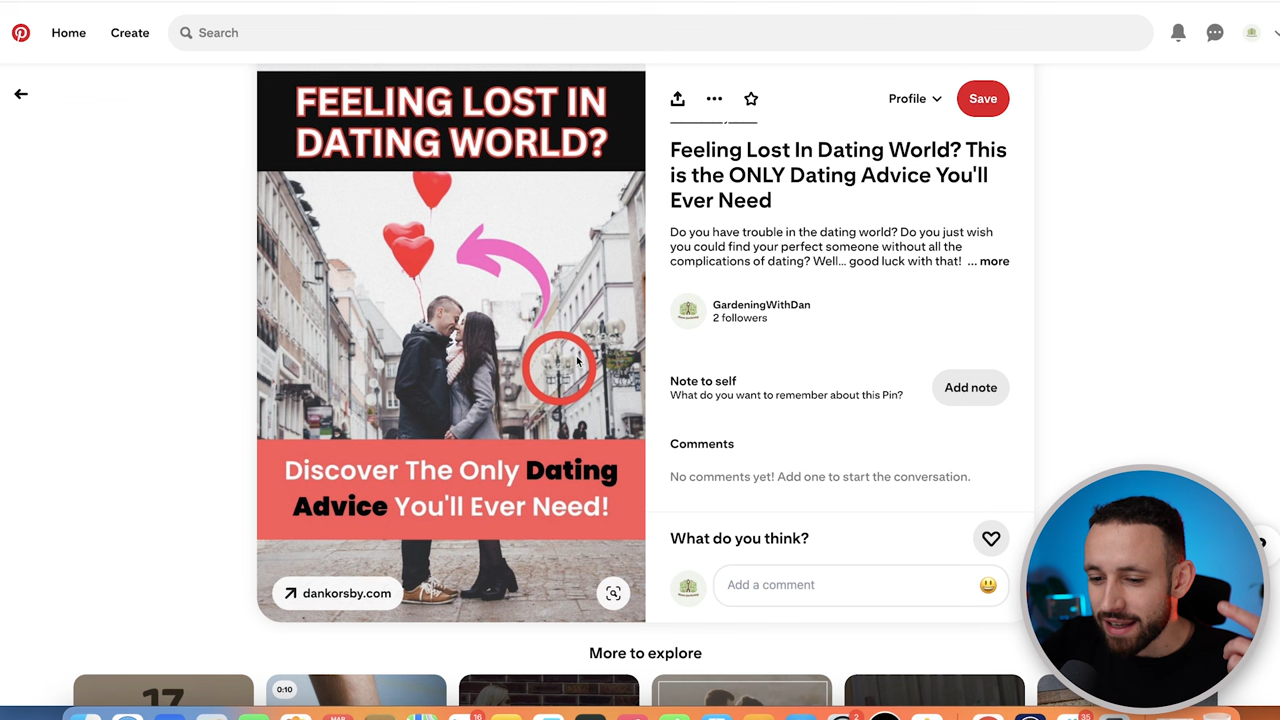 Home
Create
Search
FEELING LOST IN
DATING WORLD?
Discover The Only Dating
Advice You'll Ever Need!
dankorsby.com
Profile
Save
Feeling Lost In Dating World? This
is the ONLY Dating Advice You'll
Ever Need
Do you have trouble in the dating world? Do you just wish
you could find your perfect someone without all the
complications of dating? Well... good luck with that! ... more
GardeningWithDan
2 followers
Note to self
What do you want to remember about this Pin?
Add note
Comments
No comments yet! Add one to start the conversation.
What do you think?
Add a comment
More to explore
17
0:10
MAR
16
2
35